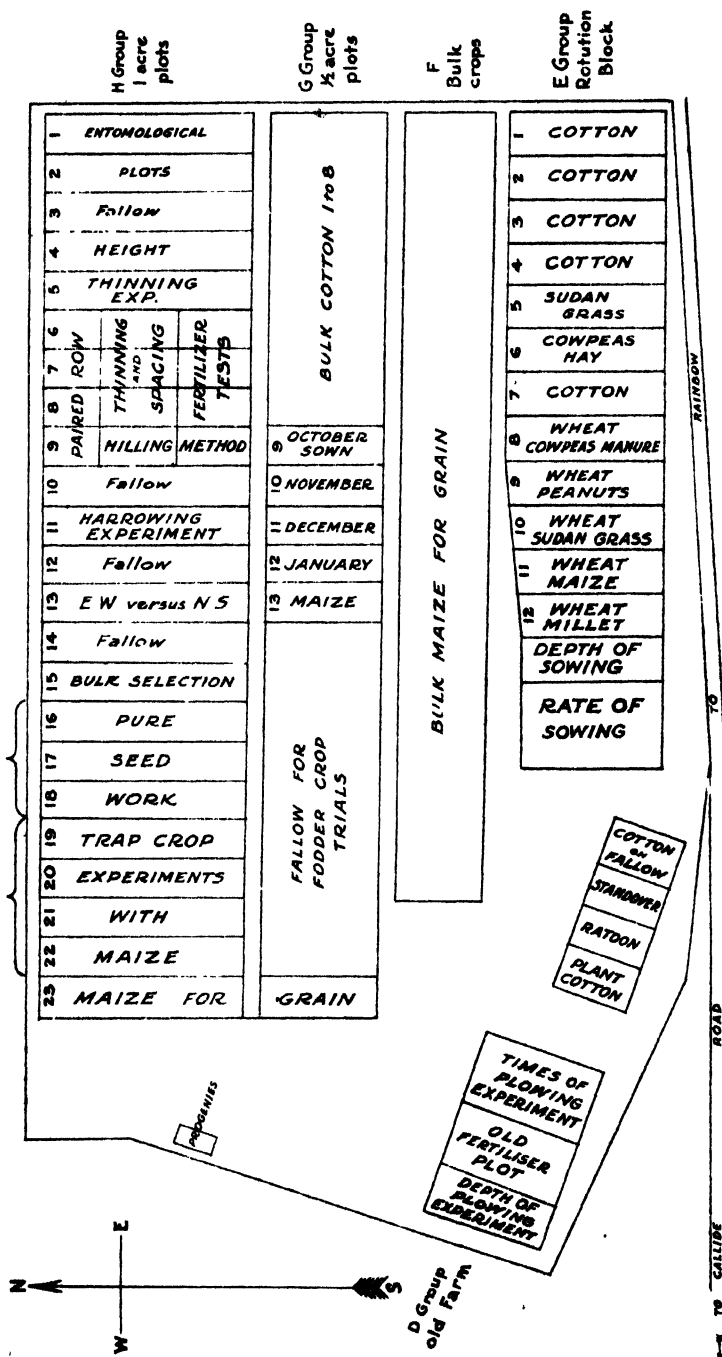 H Group
1 acre
plots
1 ENTOMOLOGICAL
2 PLOTS
3 Fallow
4 HEIGHT
5 THINNING
EXP.
6
7
8
9
PAIRED ROW
THINNING
AND
SPACING
FERTILIZER
TESTS
HILLING METHOD
10 Fallow
11 HARROWING
EXPERIMENT
12 Fallow
13 E W versus N S
14 Fallow
15 BULK SELECTION
16 PURE
17 SEED
18 WORK
19 TRAP CROP
20 EXPERIMENTS
21 WITH
22 MAIZE
23 MAIZE FOR GRAIN
G Group
½ acre
plots
BULK COTTON 1 to 8
9 OCTOBER
SOWN
10 NOVEMBER
11 DECEMBER
12 JANUARY
13 MAIZE
FALLOW FOR
FODDER CROP
TRIALS
F
Bulk
crops
BULK MAIZE FOR GRAIN
E Group
Rotution
Block
1 COTTON
2 COTTON
3 COTTON
4 COTTON
5 SUDAN
GRASS
6 COWPEAS
HAY
7 COTTON
8 WHEAT
COWPEAS MANURE
9 WHEAT
PEANUTS
10 WHEAT
SUDAN GRASS
11 WHEAT
MAIZE
12 WHEAT
MILLET
DEPTH OF
SOWING
RATE OF
SOWING
COTTON
on
FALLOW
STANDOVER
RATOON
PLANT
COTTON
TIMES OF
PLOWING
EXPERIMENT
OLD
FERTILISER
PLOT
DEPTH OF
PLOWING
EXPERIMENT
D Group
old Farm
PROGENIES
N
E
S
W
TO CALLIDE ROAD TO RAINBOW